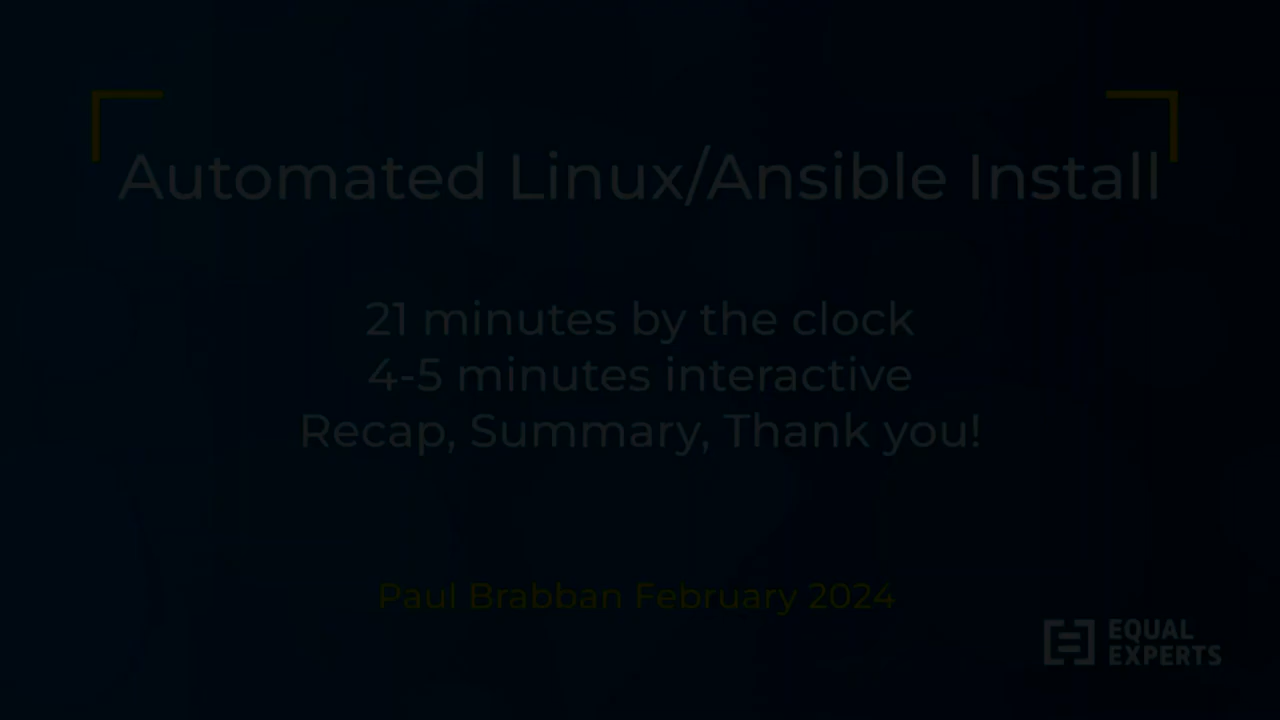 Automated Linux/Ansible Install
21 minutes by the clock
4-5 minutes interactive
Recap, Summary, Thank you!
Paul Brabban February 2024
EQUAL
EXPERTS